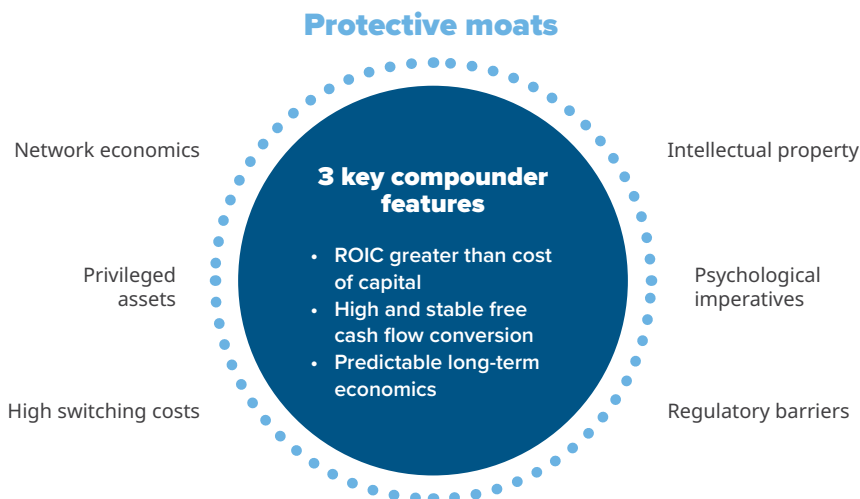 Protective moats
Network economics
Privileged
assets
High switching costs
3 key compounder
features
• ROIC greater than cost
of capital
• High and stable free
cash flow conversion
• Predictable long-term
economics
Intellectual property
Psychological
imperatives
Regulatory barriers